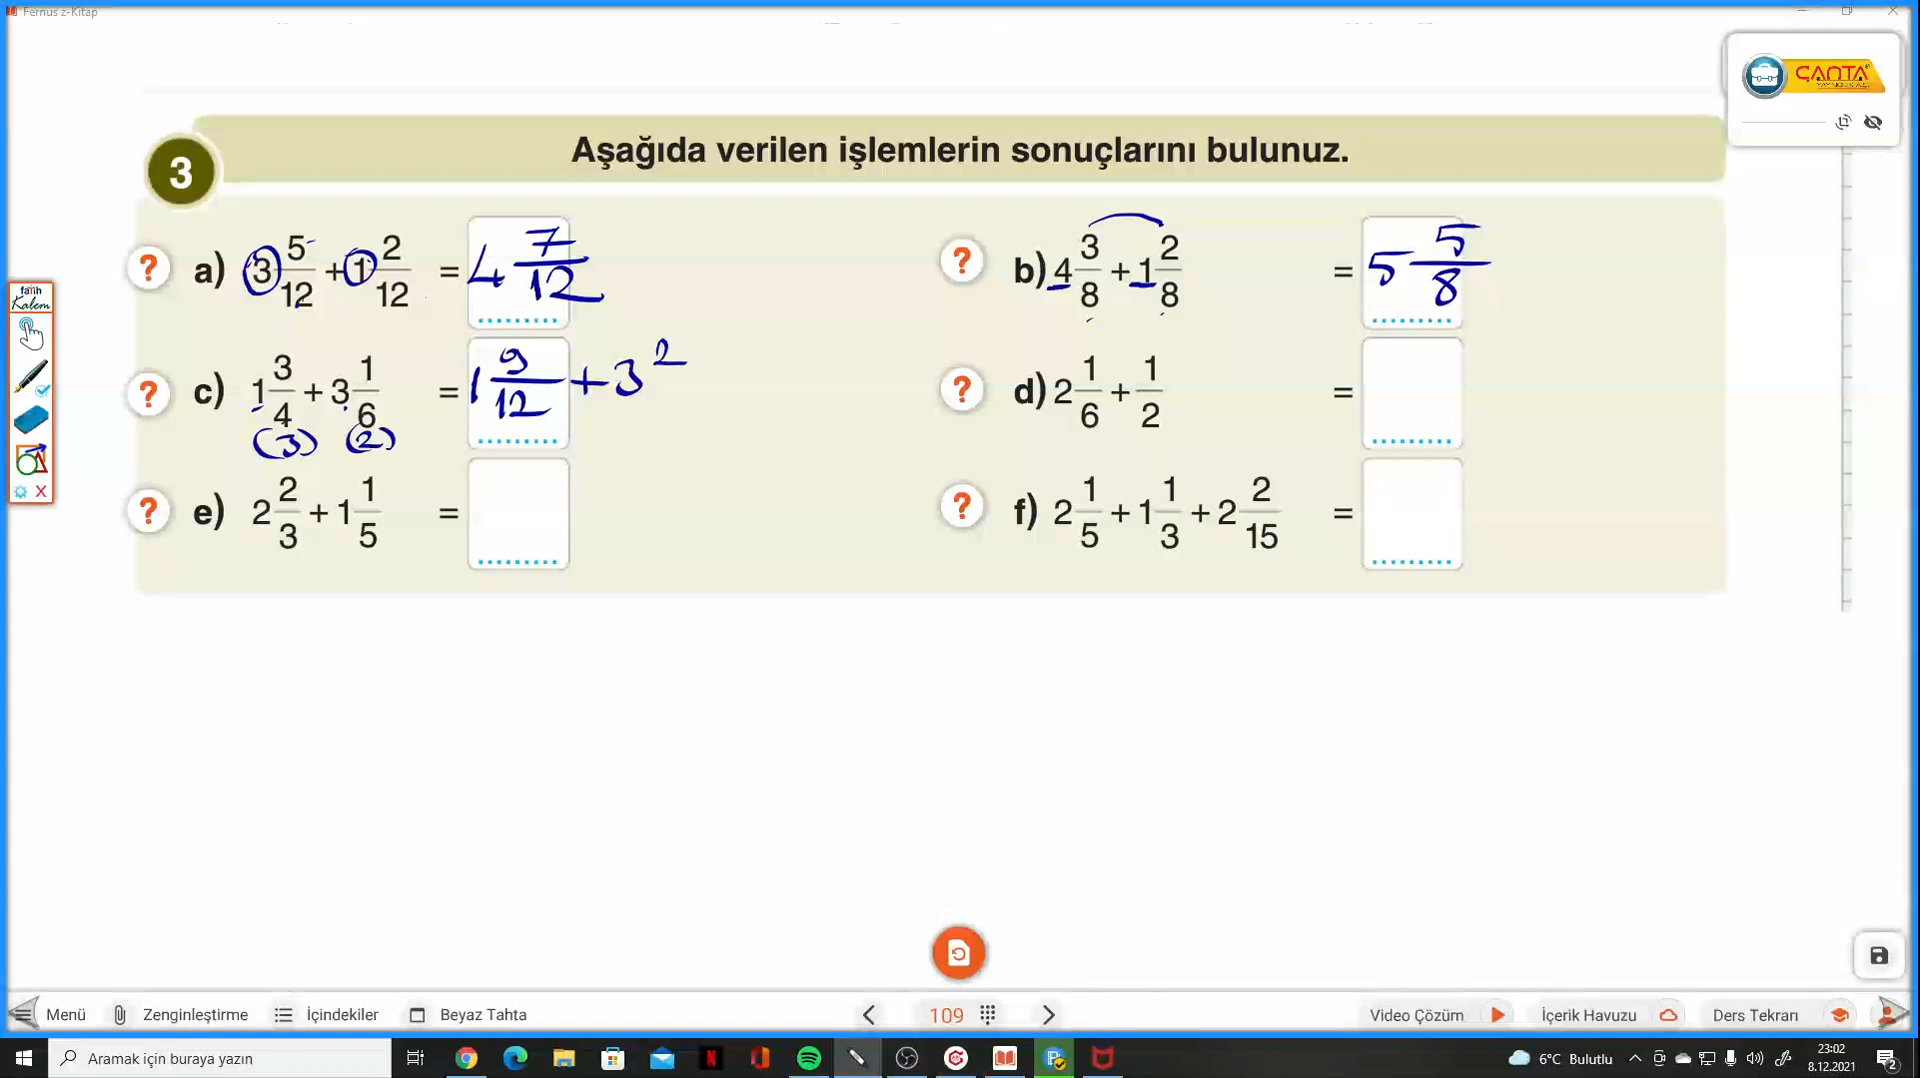 Fernus z-Kitap
ÇANTA
3
Aşağıda verilen işlemlerin sonuçlarını bulunuz.
? a) 3 5/12 + 1 2/12 = 4 7/12
? b) 4 3/8 + 1 2/8 = 5 5/8
? c) 1 3/4 + 3 1/6 = 1 9/12 + 3 2
(3) (2)
? d) 2 1/6 + 1/2 =
? e) 2 2/3 + 1 1/5 =
? f) 2 1/5 + 1 1/3 + 2 2/15 =
fatih
Kalem
Menü Zenginleştirme İçindekiler Beyaz Tahta 109 Video Çözüm İçerik Havuzu Ders Tekrarı
Aramak için buraya yazın 6°C Bulutlu 23:02
8.12.2021 2